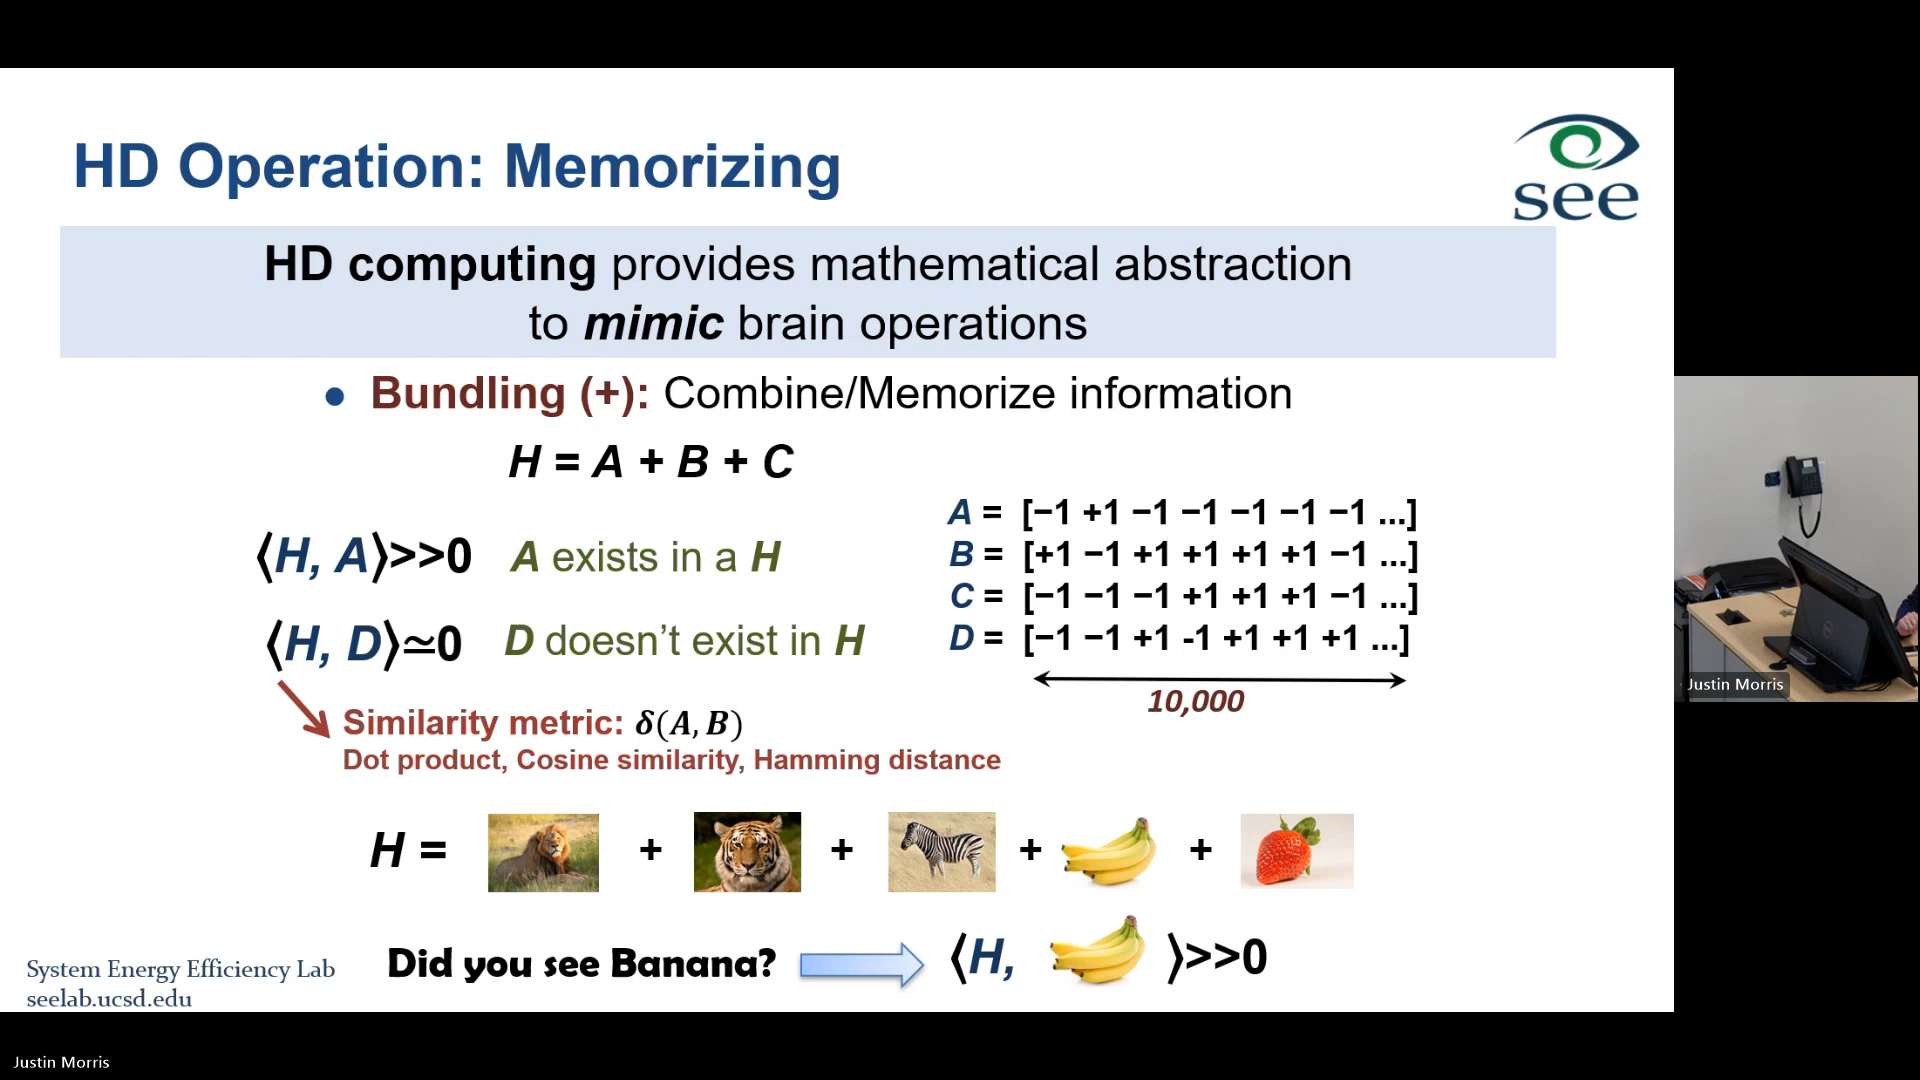 HD Operation: Memorizing
see
HD computing provides mathematical abstraction
to mimic brain operations
• Bundling (+): Combine/Memorize information
H = A + B + C
⟨H, A⟩>>0 A exists in a H
⟨H, D⟩≃0 D doesn't exist in H
A = [−1 +1 −1 −1 −1 −1 −1 ...]
B = [+1 −1 +1 +1 +1 +1 −1 ...]
C = [−1 −1 −1 +1 +1 +1 −1 ...]
D = [−1 −1 +1 -1 +1 +1 +1 ...]
10,000
Similarity metric: δ(A, B)
Dot product, Cosine similarity, Hamming distance
H = + + + +
Did you see Banana? ⟨H, ⟩>>0
System Energy Efficiency Lab
seelab.ucsd.edu
Justin Morris
Justin Morris